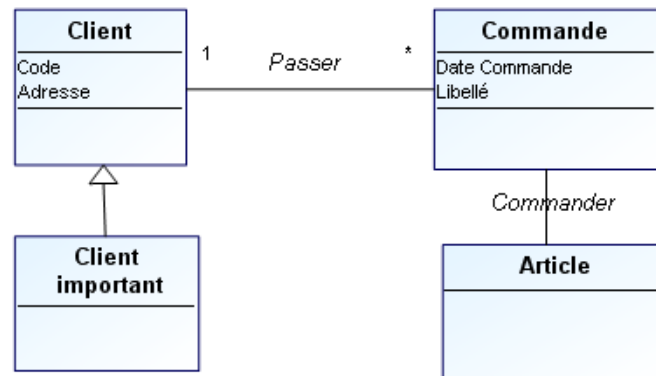 Client
Code
Adresse
1
Passer
*
Commande
Date Commande
Libellé
Commander
Client
important
Article